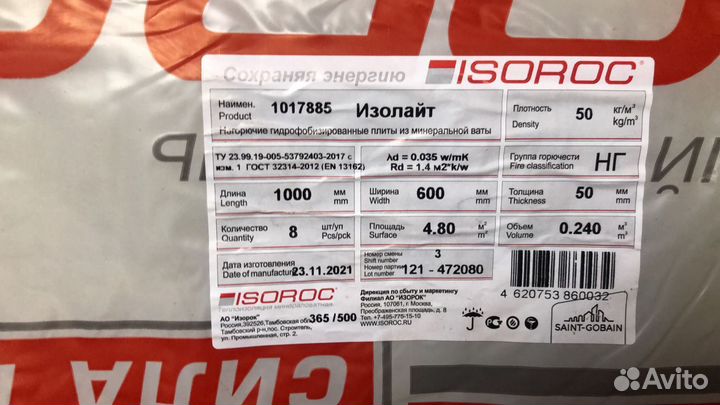 Сохраняя энергию ISOROC®
Наимен. 1017885 Изолайт
Product
Негорючие гидрофобизированные плиты из минеральной ваты
Плотность 50 кг/м³
Density kg/m³
ТУ 23.99.19-005-53792403-2017 с
изм. 1 ГОСТ 32314-2012 (EN 13162)
λd = 0.035 w/mK
Rd = 1.4 м2*k/w
Группа горючести НГ
Fire classification
Длина 1000 мм
Length mm
Ширина 600 мм
Width mm
Толщина 50 мм
Thickness mm
Количество 8 шт/уп
Quantity Pcs/pck
Площадь 4.80 м²
Surface m²
Объем 0.240 м³
Volume m³
Дата изготовления
Date of manufacture 23.11.2021
Номер смены 3
Shift number
Номер партии 121 - 472080
Lot number
4 620753 860032
ISOROC®
Теплоизоляция минераловатная
АО "Изорок"
Россия,392526,Тамбовская обл.
Тамбовский р-н,пос. Строитель,
ул.Промышленная, стр. 2.
365 /500
Дирекция по сбыту и маркетингу
Филиал АО "ИЗОРОК"
Россия, 107061, г. Москва,
Преображенская площадь, д. 8
Тел. +7-495-775-15-10
WWW.ISOROC.RU
SAINT-GOBAIN
СИЛА
Avito